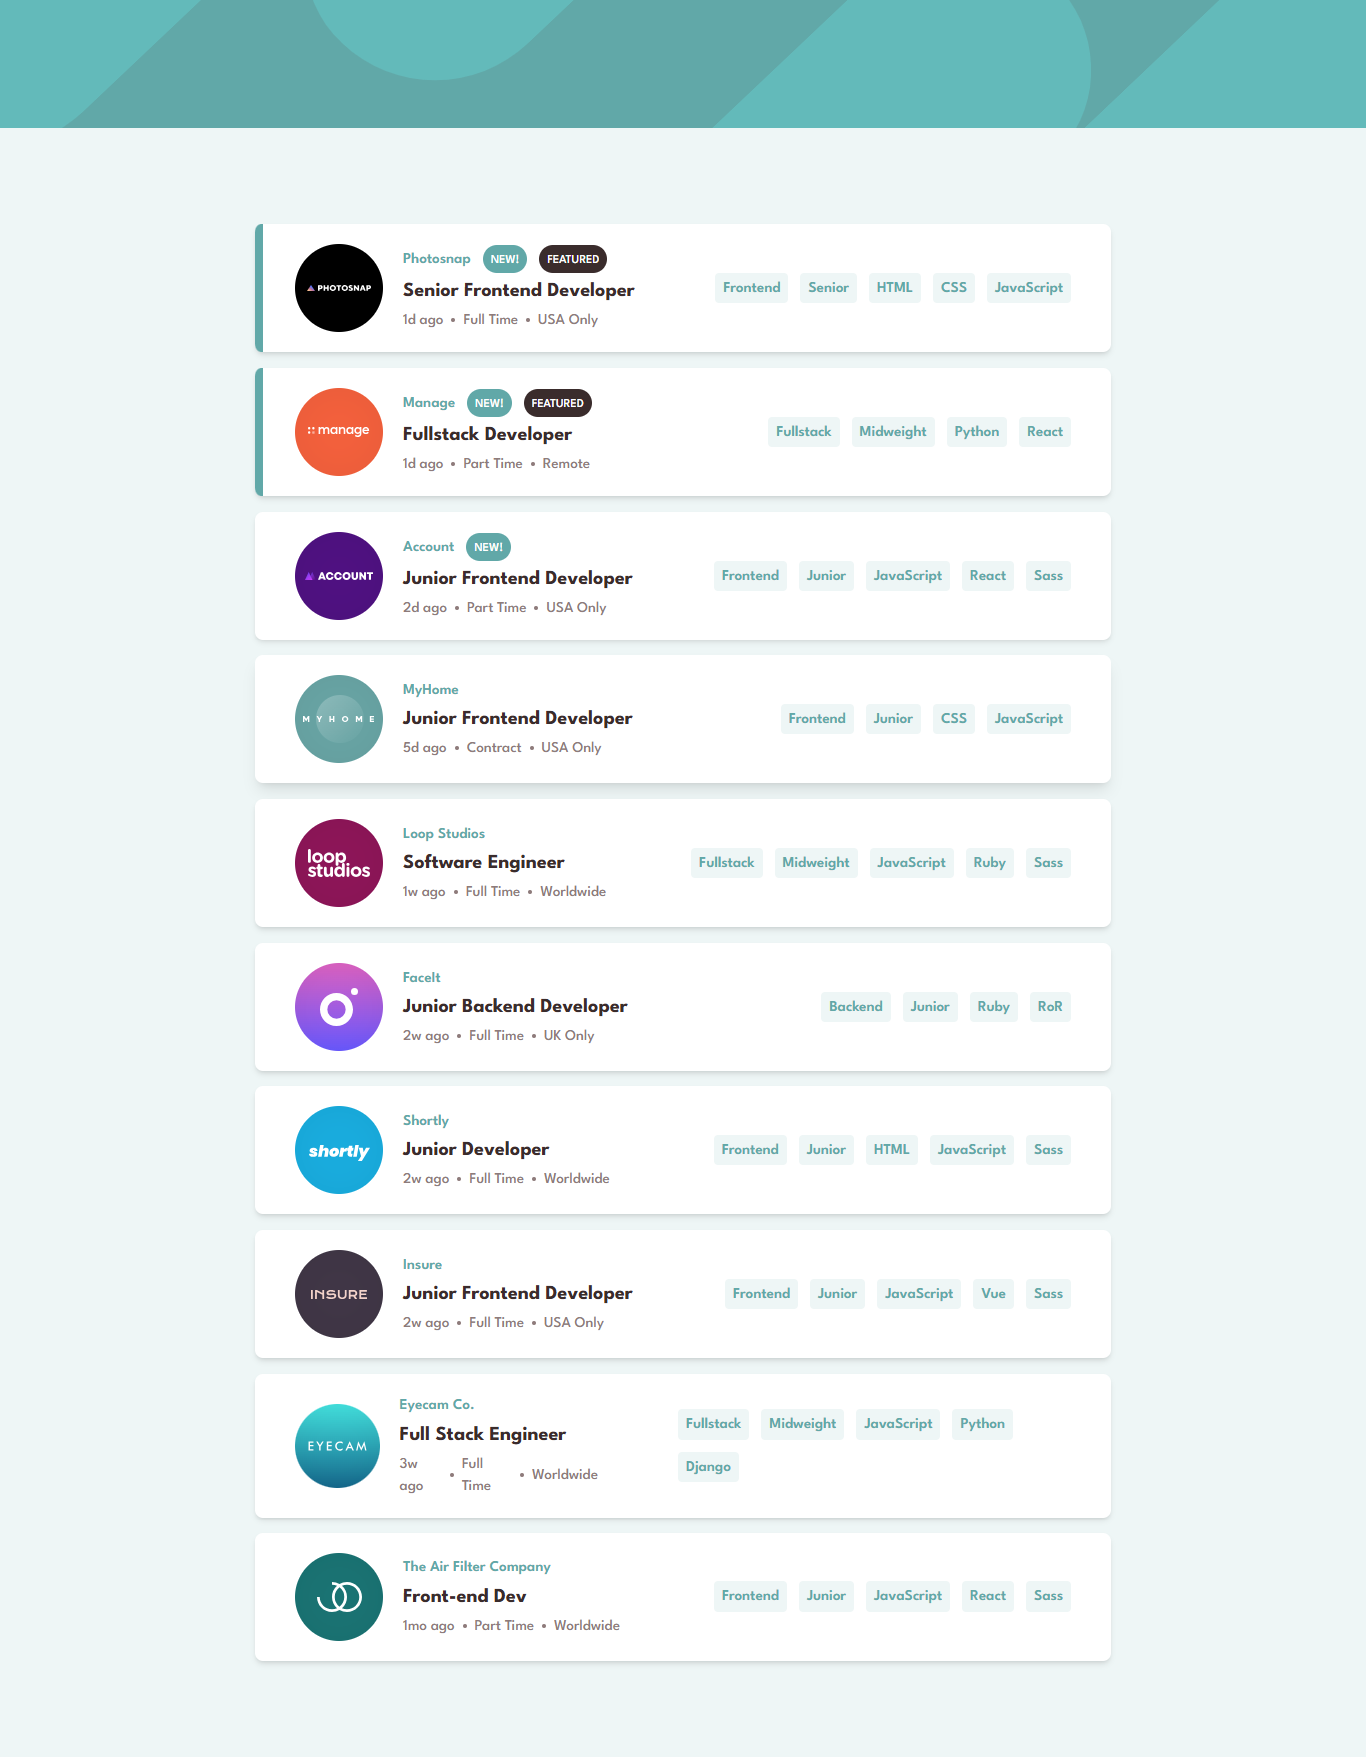 PHOTOSNAP
Photosnap NEW! FEATURED
Senior Frontend Developer
1d ago • Full Time • USA Only
Frontend Senior HTML CSS JavaScript
manage
Manage NEW! FEATURED
Fullstack Developer
1d ago • Part Time • Remote
Fullstack Midweight Python React
ACCOUNT
Account NEW!
Junior Frontend Developer
2d ago • Part Time • USA Only
Frontend Junior JavaScript React Sass
MYHOME
MyHome
Junior Frontend Developer
5d ago • Contract • USA Only
Frontend Junior CSS JavaScript
loop
studios
Loop Studios
Software Engineer
1w ago • Full Time • Worldwide
Fullstack Midweight JavaScript Ruby Sass
FaceIt
Junior Backend Developer
2w ago • Full Time • UK Only
Backend Junior Ruby RoR
shortly
Shortly
Junior Developer
2w ago • Full Time • Worldwide
Frontend Junior HTML JavaScript Sass
INSURE
Insure
Junior Frontend Developer
2w ago • Full Time • USA Only
Frontend Junior JavaScript Vue Sass
EYECAM
Eyecam Co.
Full Stack Engineer
3w ago • Full Time • Worldwide
Fullstack Midweight JavaScript Python
Django
The Air Filter Company
Front-end Dev
1mo ago • Part Time • Worldwide
Frontend Junior JavaScript React Sass